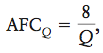 AFC_Q = 8/Q,